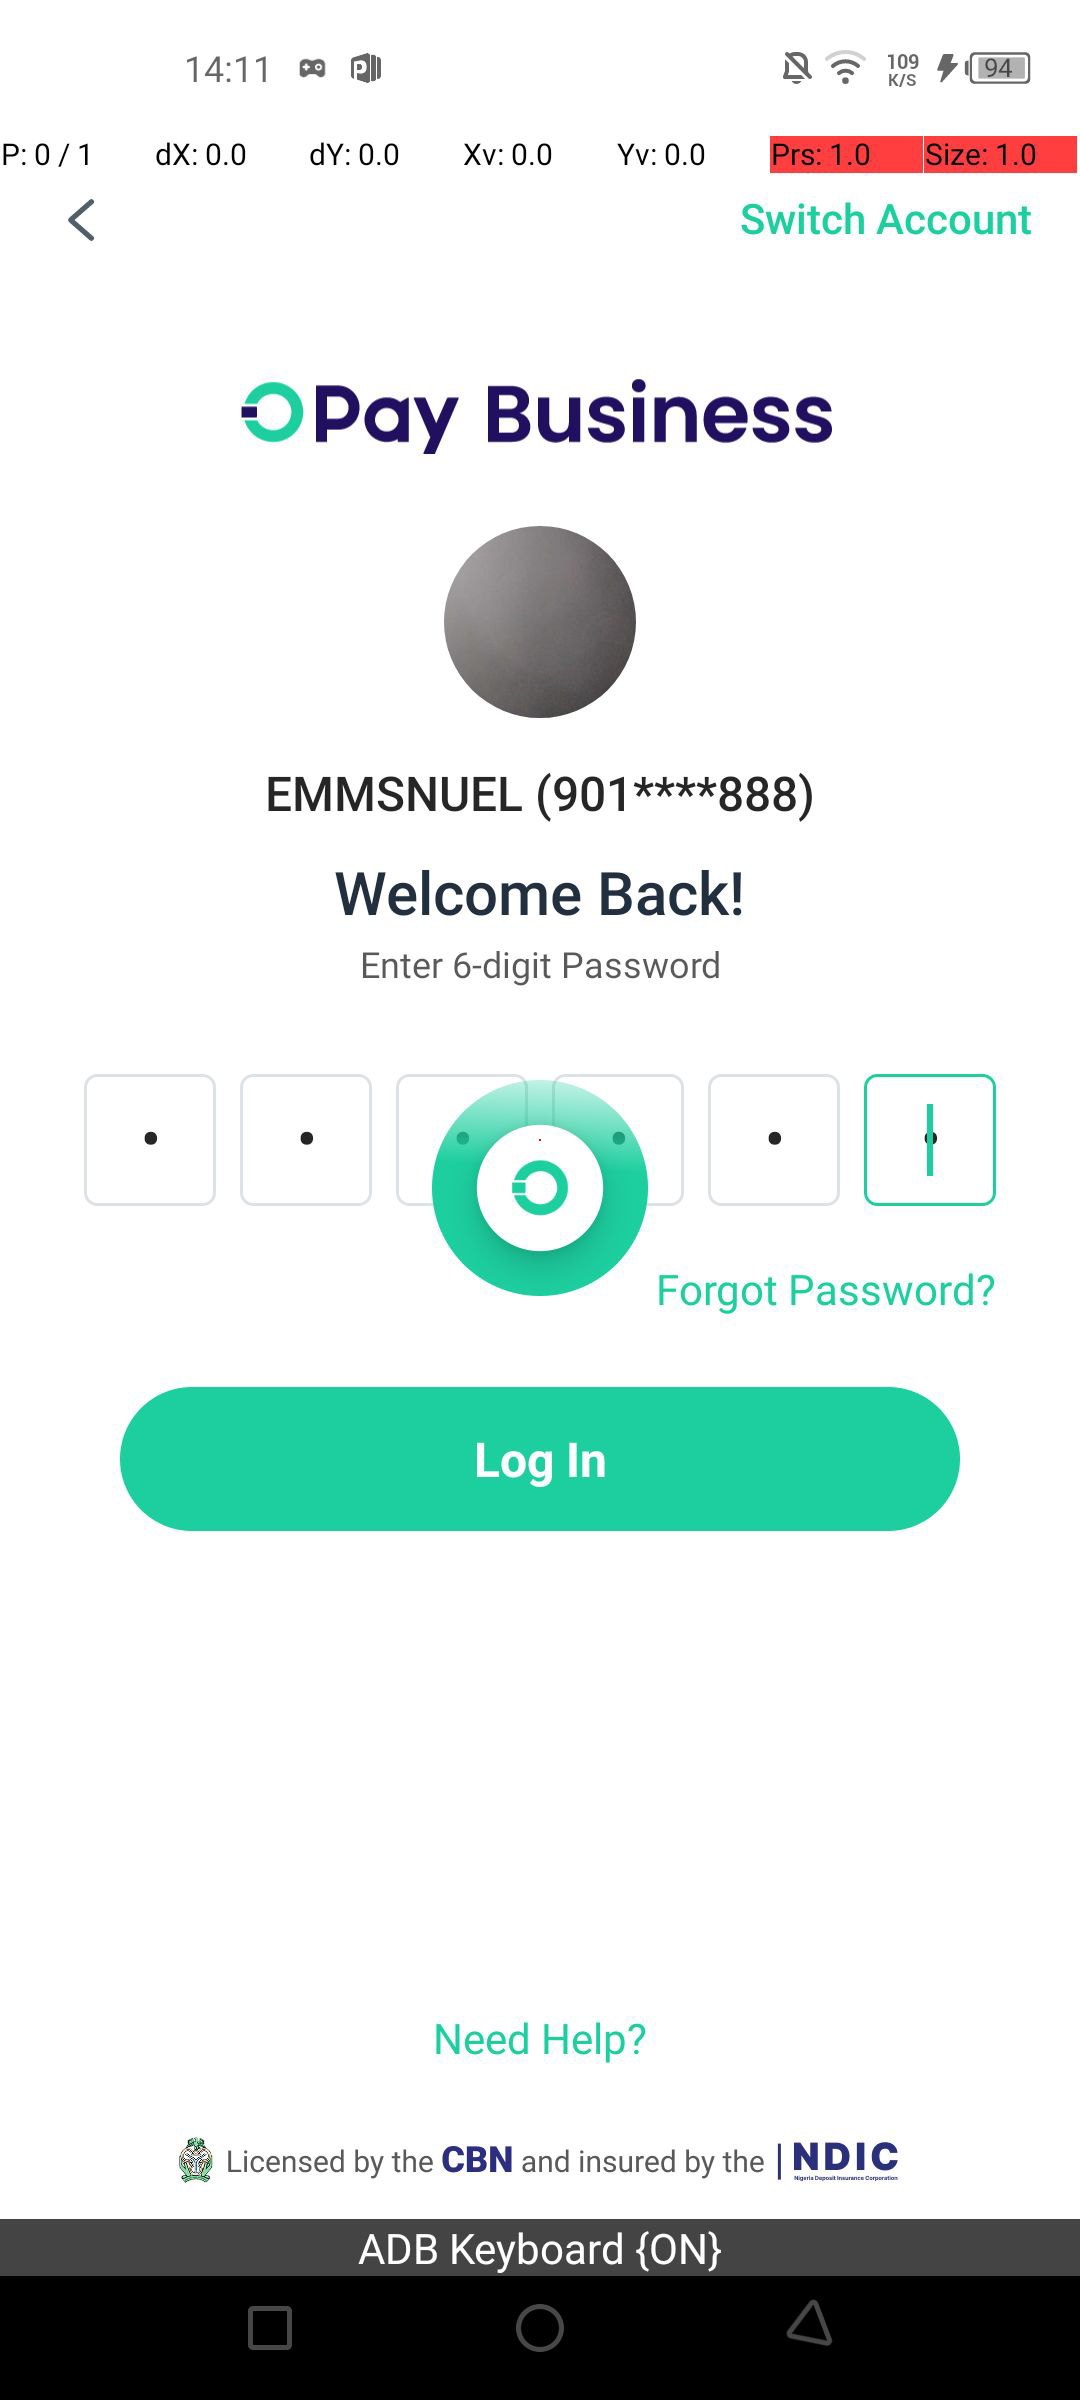 14:11
109
K/S
94
P: 0 / 1 dX: 0.0 dY: 0.0 Xv: 0.0 Yv: 0.0 Prs: 1.0 Size: 1.0
Switch Account
OPay Business
EMMSNUEL (901****888)
Welcome Back!
Enter 6-digit Password
Forgot Password?
Log In
Need Help?
Licensed by the CBN and insured by the | NDIC
Nigeria Deposit Insurance Corporation
ADB Keyboard {ON}